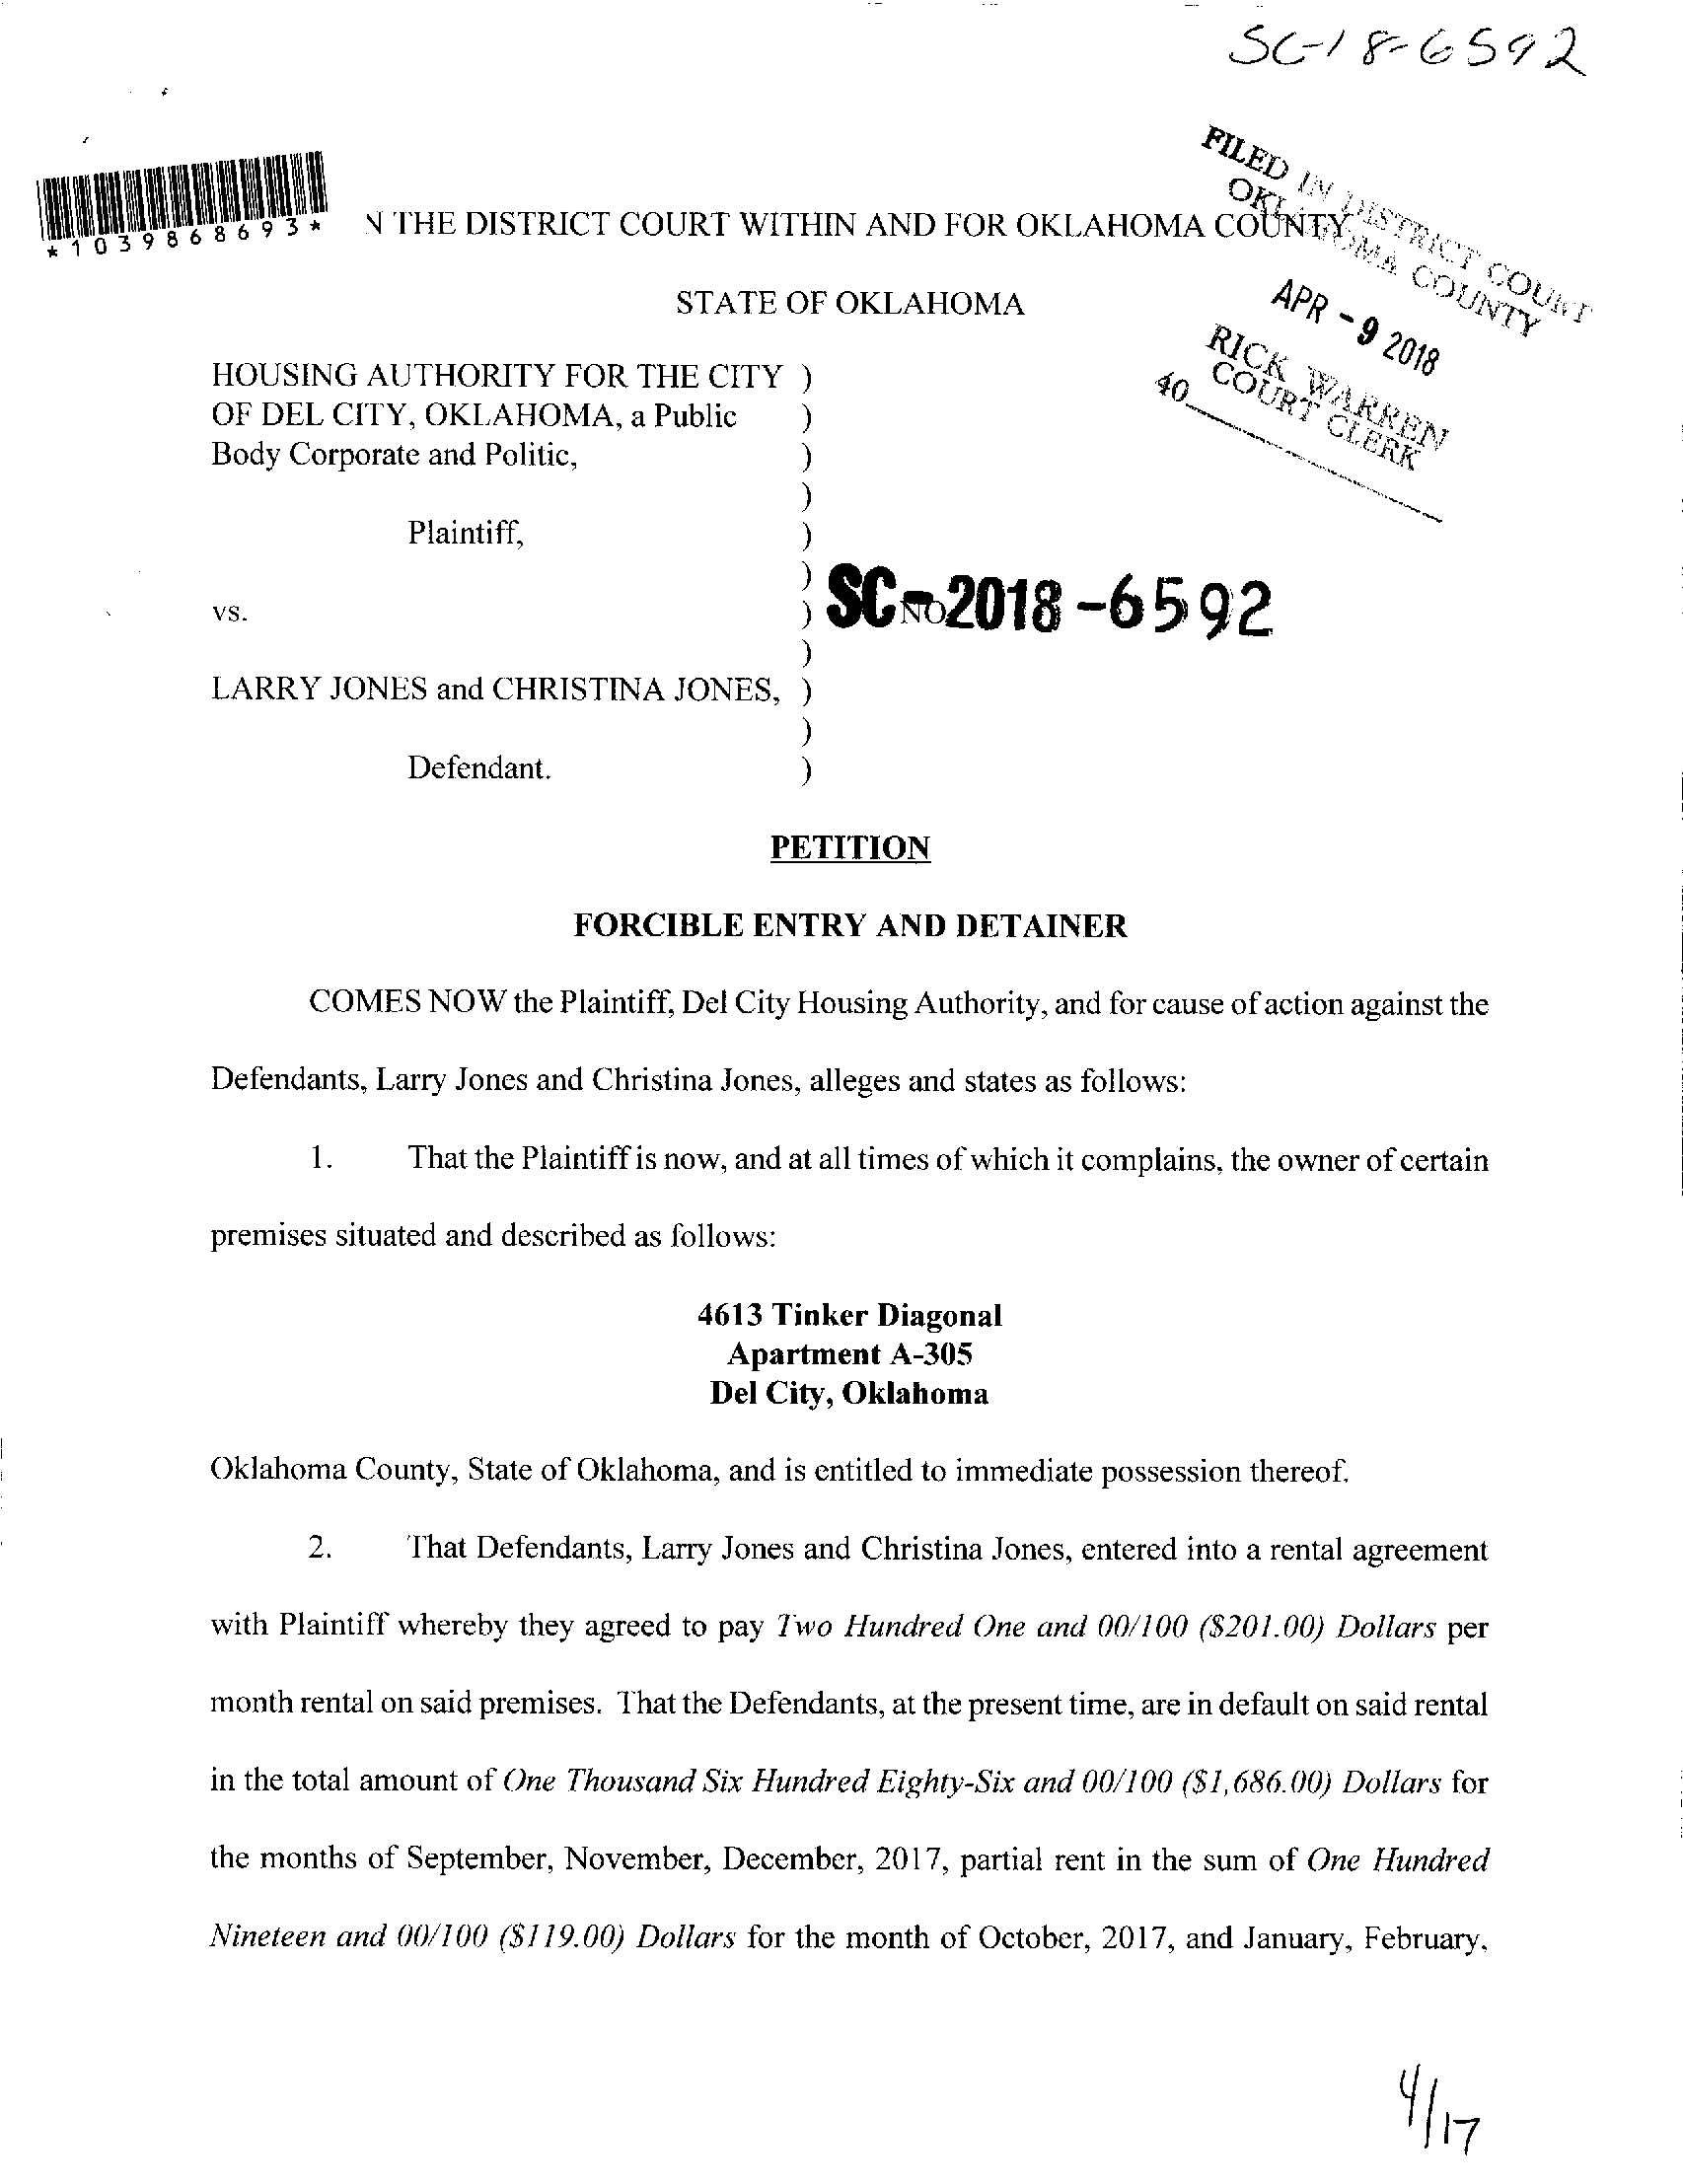 SC-18-6592
FILED IN DISTRICT COURT
OKLAHOMA COUNTY
*1039868693*
N THE DISTRICT COURT WITHIN AND FOR OKLAHOMA COUNTY
STATE OF OKLAHOMA
APR - 9 2018
RICK WARREN
COURT CLERK
40
HOUSING AUTHORITY FOR THE CITY )
OF DEL CITY, OKLAHOMA, a Public )
Body Corporate and Politic, )
)
Plaintiff, )
)
vs. ) NO SC-2018-6592
)
LARRY JONES and CHRISTINA JONES, )
)
Defendant. )
PETITION
FORCIBLE ENTRY AND DETAINER
COMES NOW the Plaintiff, Del City Housing Authority, and for cause of action against the
Defendants, Larry Jones and Christina Jones, alleges and states as follows:
1. That the Plaintiff is now, and at all times of which it complains, the owner of certain
premises situated and described as follows:
4613 Tinker Diagonal
Apartment A-305
Del City, Oklahoma
Oklahoma County, State of Oklahoma, and is entitled to immediate possession thereof.
2. That Defendants, Larry Jones and Christina Jones, entered into a rental agreement
with Plaintiff whereby they agreed to pay Two Hundred One and 00/100 ($201.00) Dollars per
month rental on said premises. That the Defendants, at the present time, are in default on said rental
in the total amount of One Thousand Six Hundred Eighty-Six and 00/100 ($1,686.00) Dollars for
the months of September, November, December, 2017, partial rent in the sum of One Hundred
Nineteen and 00/100 ($119.00) Dollars for the month of October, 2017, and January, February,
4/17